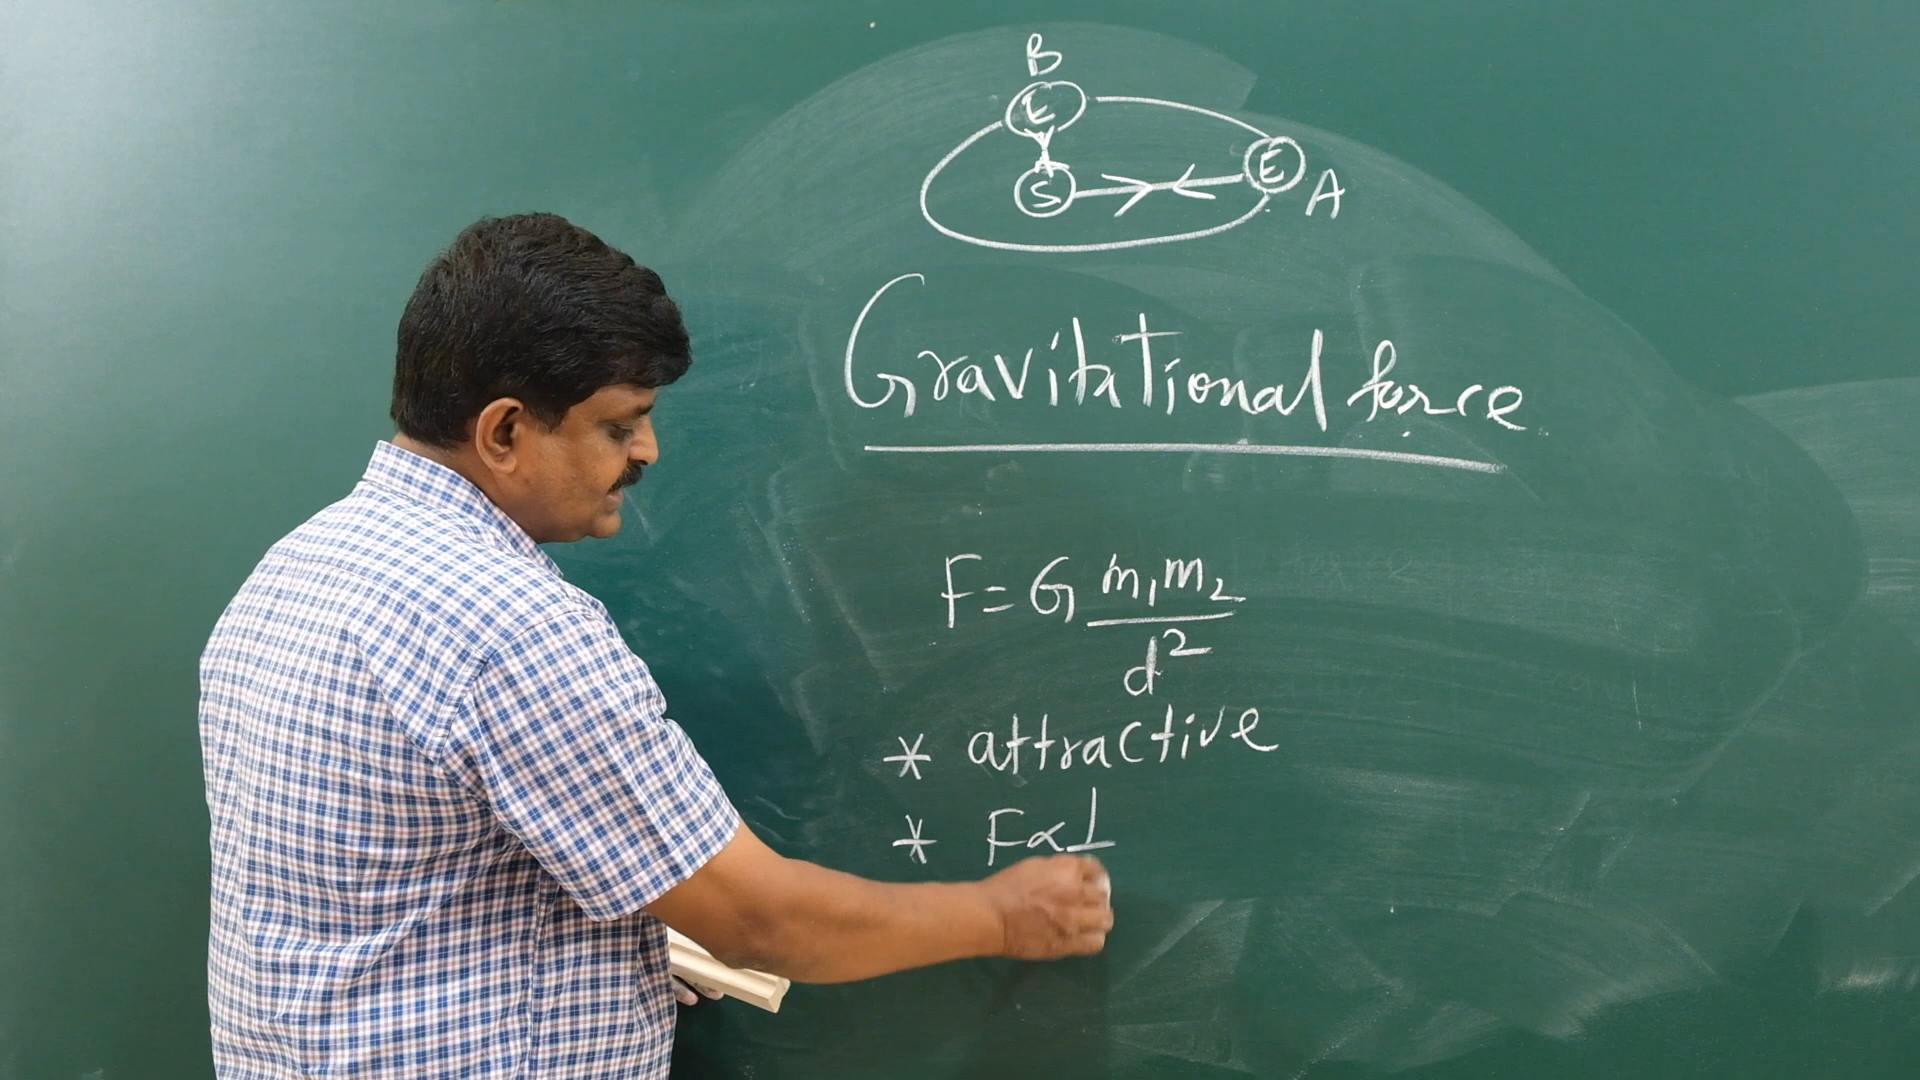 B
E
S E A
Gravitational force
F = G m₁m₂ / d²
* attractive
* F ∝ 1